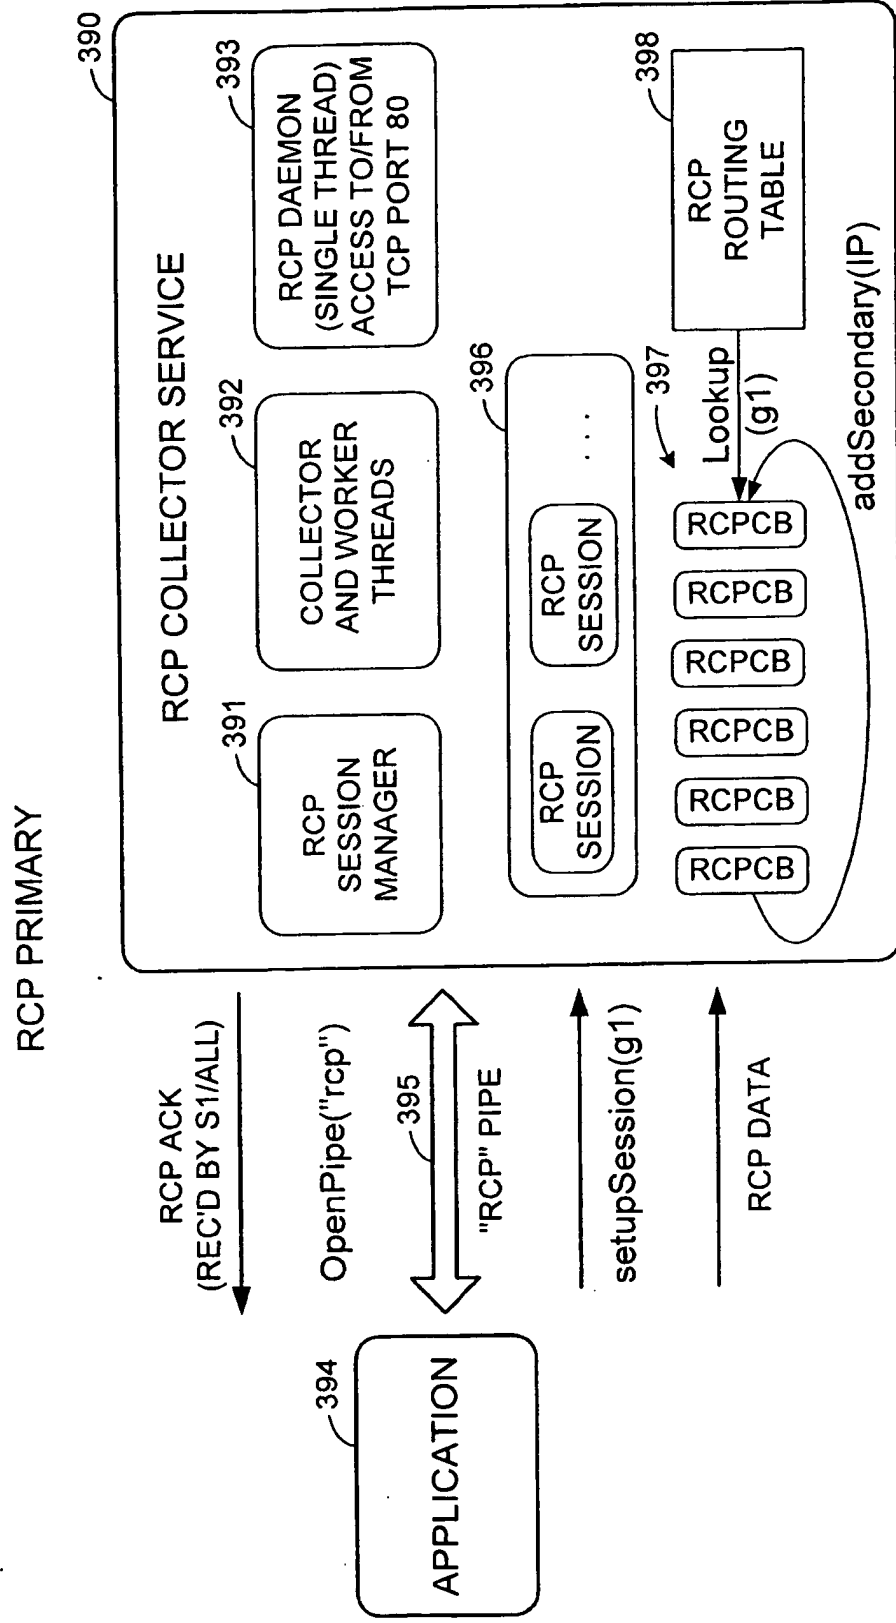 RCP PRIMARY
390
RCP COLLECTOR SERVICE
391
RCP
SESSION
MANAGER
392
COLLECTOR
AND WORKER
THREADS
393
RCP DAEMON
(SINGLE THREAD)
ACCESS TO/FROM
TCP PORT 80
RCP ACK
(REC'D BY S1/ALL)
OpenPipe("rcp")
395
"RCP" PIPE
setupSession(g1)
RCP DATA
394
APPLICATION
396
RCP
SESSION
RCP
SESSION
...
397
RCPCB
RCPCB
RCPCB
RCPCB
RCPCB
RCPCB
Lookup
(g1)
398
RCP
ROUTING
TABLE
addSecondary(IP)